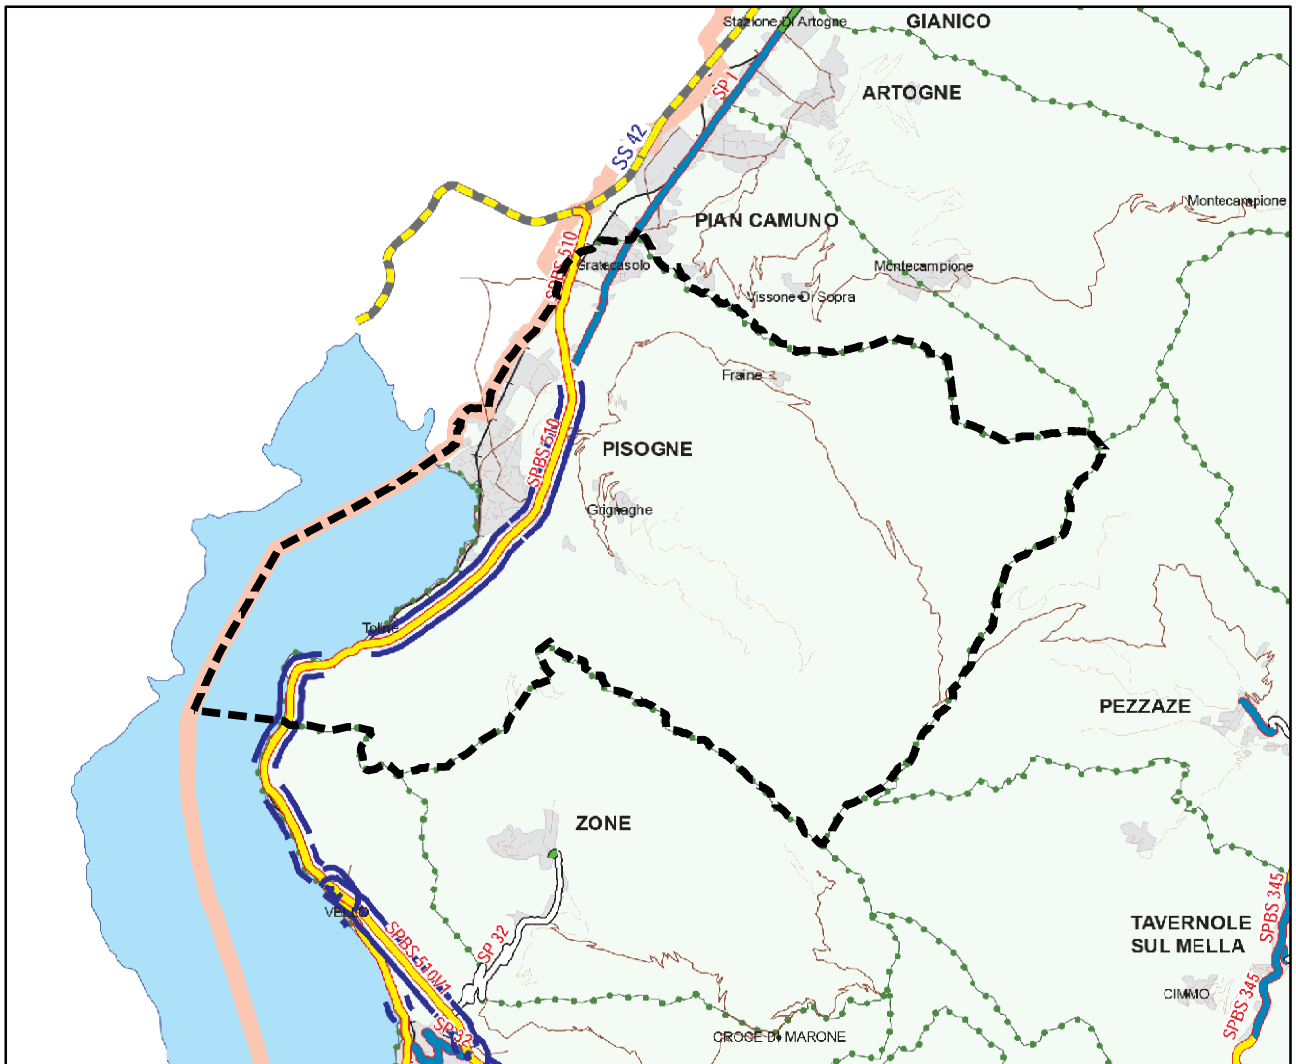 Stazione Di Artogne
GIANICO
SP I
ARTOGNE
SS 42
Montecampione
PIAN CAMUNO
SPBS 510
Gratecasolo
Montecampione
Vissone Di Sopra
Fraine
SPBS 510
PISOGNE
Grignaghe
Toline
PEZZAZE
ZONE
VELLO
SPBS 510V1
SP 32
SPBS 345
TAVERNOLE
SUL MELLA
CIMMO
SPBS 345
SP 32
CROCE DI MARONE